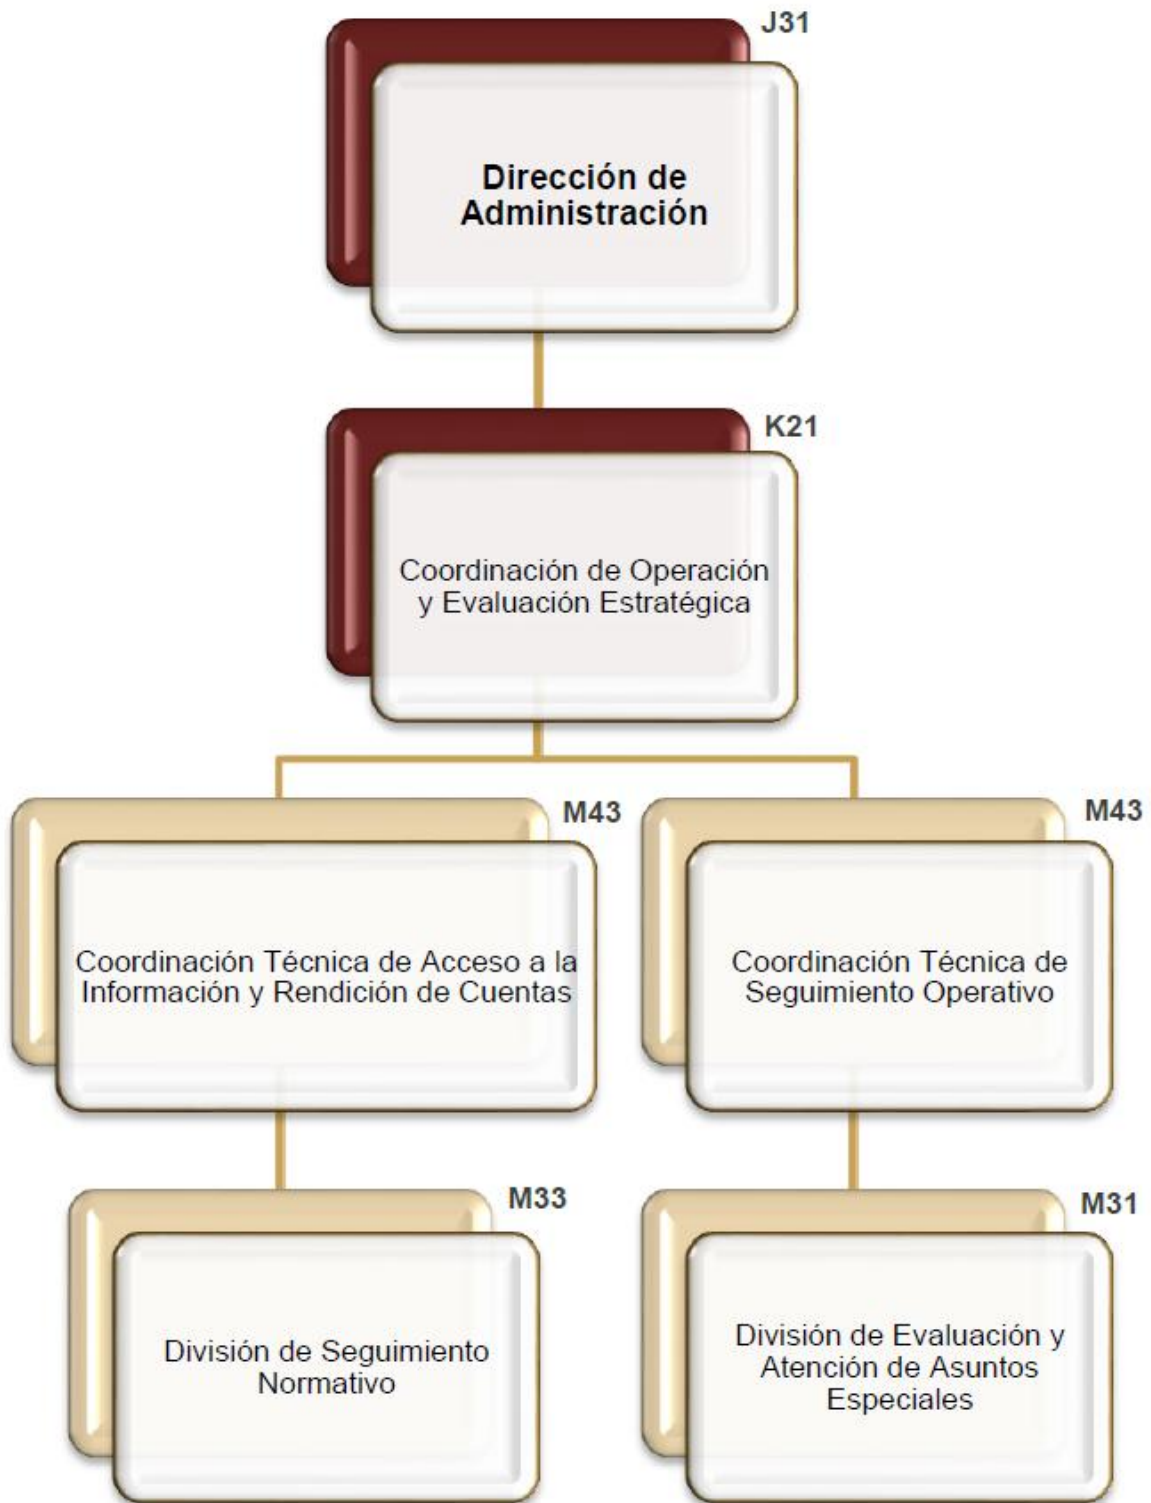 J31
Dirección de
Administración
K21
Coordinación de Operación
y Evaluación Estratégica
M43
Coordinación Técnica de Acceso a la
Información y Rendición de Cuentas
M43
Coordinación Técnica de
Seguimiento Operativo
M33
División de Seguimiento
Normativo
M31
División de Evaluación y
Atención de Asuntos
Especiales